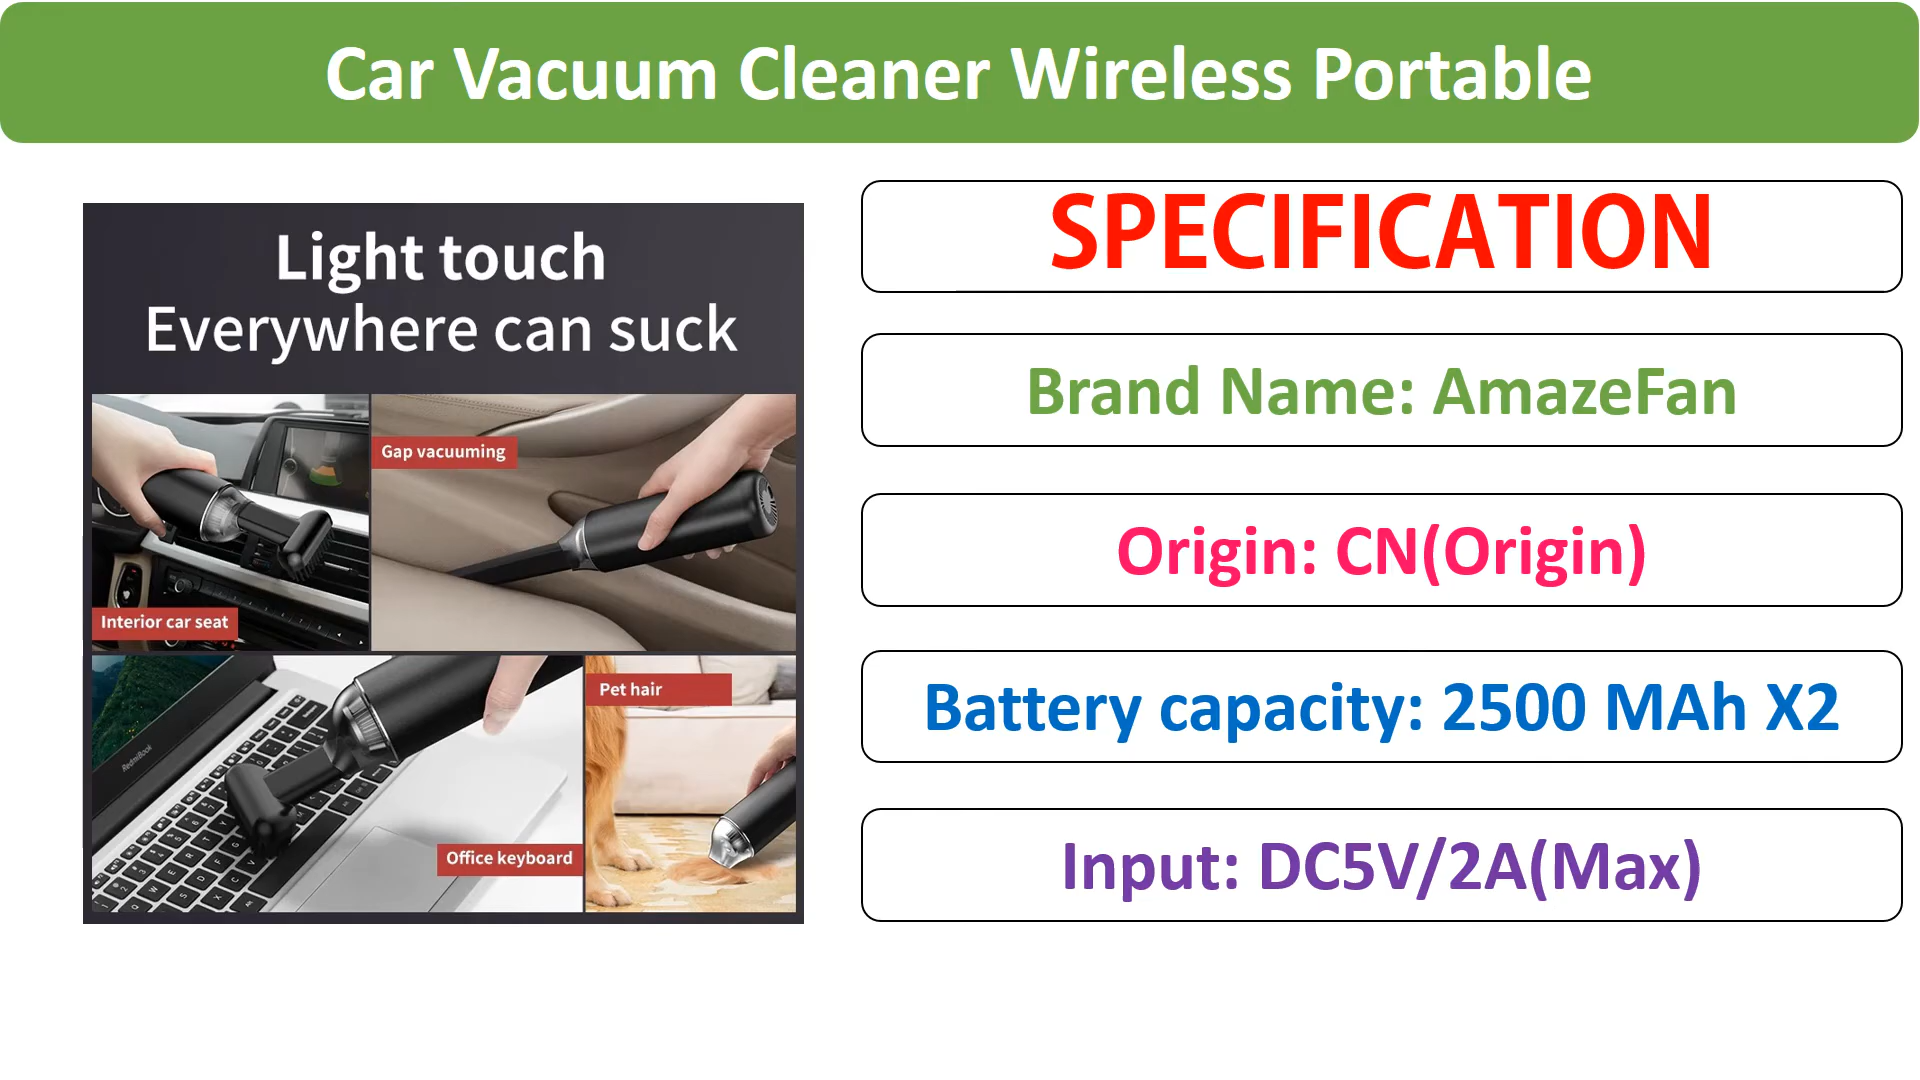 Car Vacuum Cleaner Wireless Portable
Light touch
Everywhere can suck
Gap vacuuming
Interior car seat
Pet hair
RedmiBook
Office keyboard
SPECIFICATION
Brand Name: AmazeFan
Origin: CN(Origin)
Battery capacity: 2500 MAh X2
Input: DC5V/2A(Max)